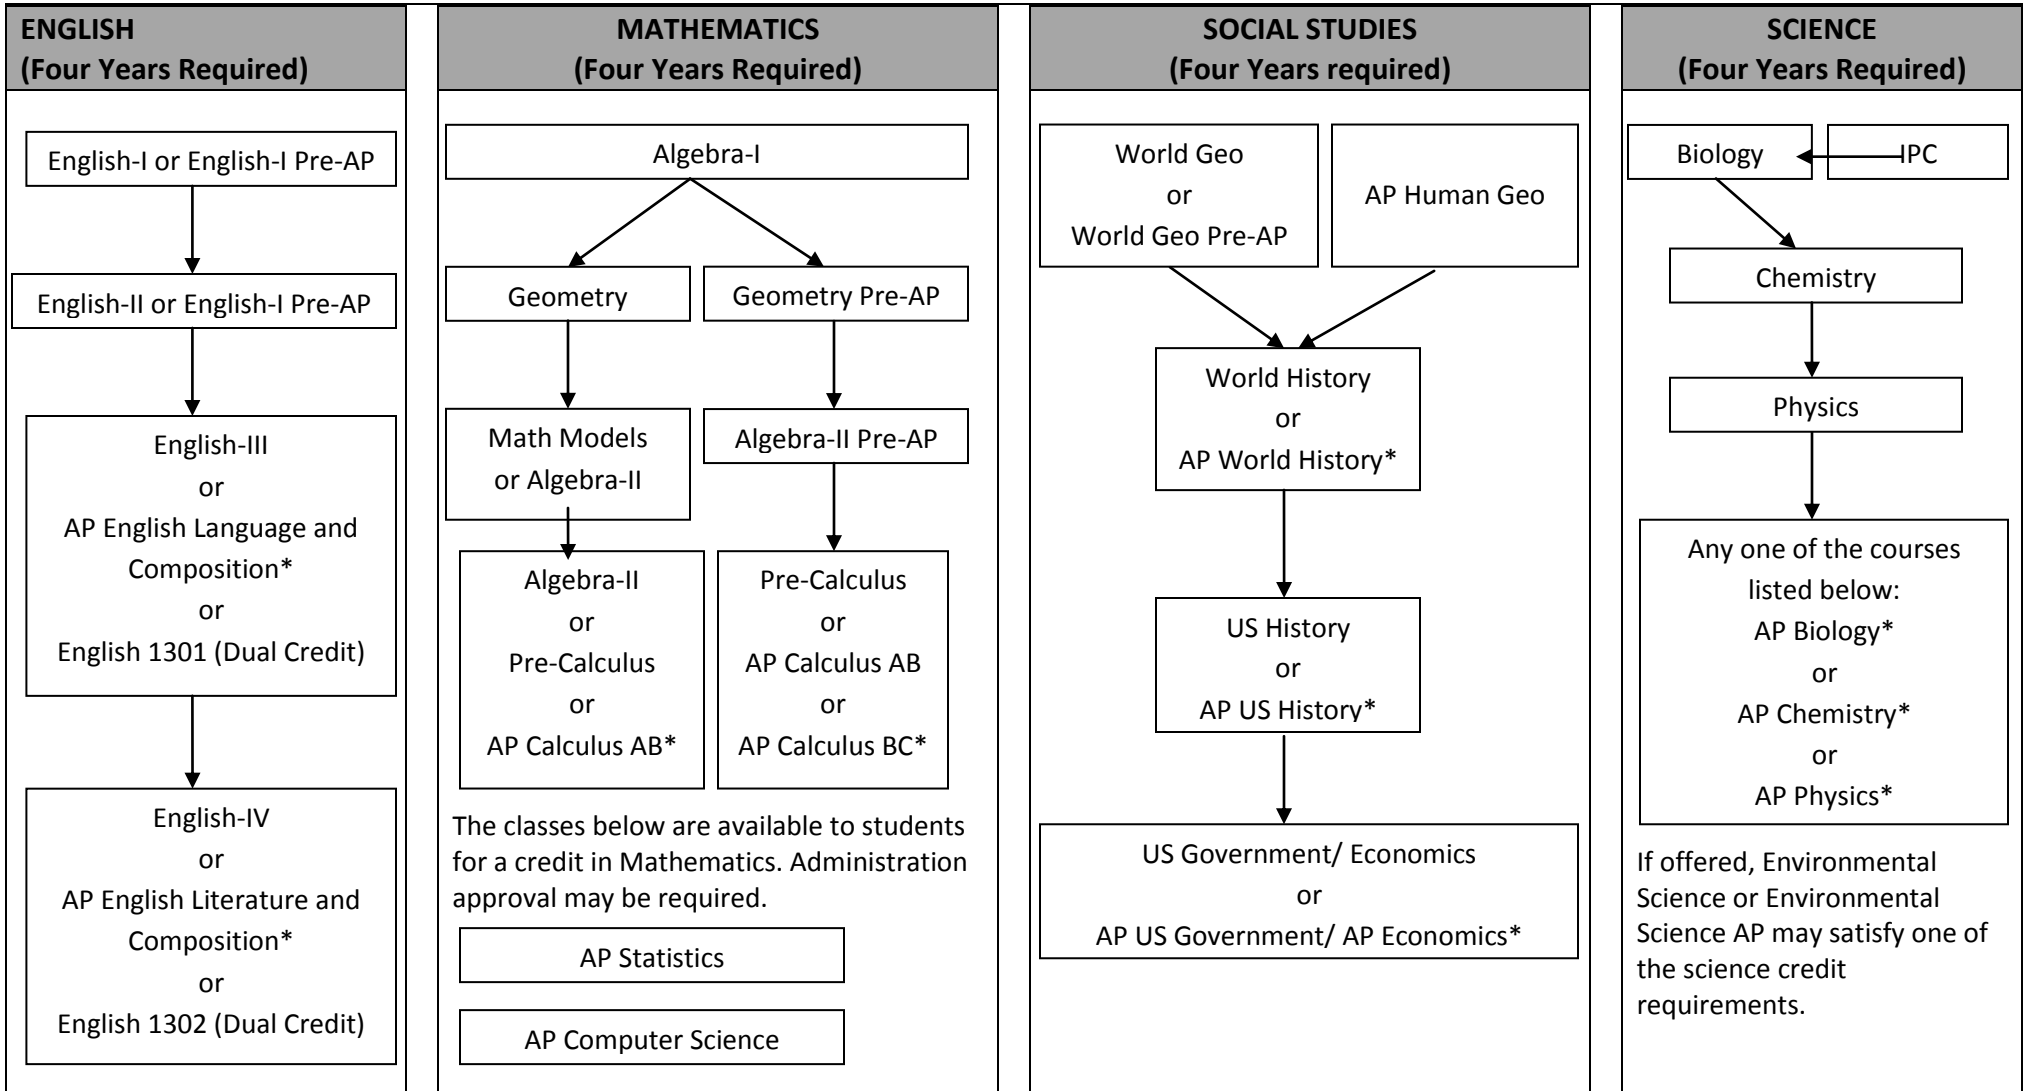 ENGLISH
(Four Years Required)
English-I or English-I Pre-AP
English-II or English-I Pre-AP
English-III
or
AP English Language and
Composition*
or
English 1301 (Dual Credit)
English-IV
or
AP English Literature and
Composition*
or
English 1302 (Dual Credit)
MATHEMATICS
(Four Years Required)
Algebra-I
Geometry
Geometry Pre-AP
Math Models
or Algebra-II
Algebra-II Pre-AP
Algebra-II
or
Pre-Calculus
or
AP Calculus AB*
Pre-Calculus
or
AP Calculus AB
or
AP Calculus BC*
The classes below are available to students
for a credit in Mathematics. Administration
approval may be required.
AP Statistics
AP Computer Science
SOCIAL STUDIES
(Four Years required)
World Geo
or
World Geo Pre-AP
AP Human Geo
World History
or
AP World History*
US History
or
AP US History*
US Government/ Economics
or
AP US Government/ AP Economics*
SCIENCE
(Four Years Required)
Biology
IPC
Chemistry
Physics
Any one of the courses
listed below:
AP Biology*
or
AP Chemistry*
or
AP Physics*
If offered, Environmental
Science or Environmental
Science AP may satisfy one of
the science credit
requirements.